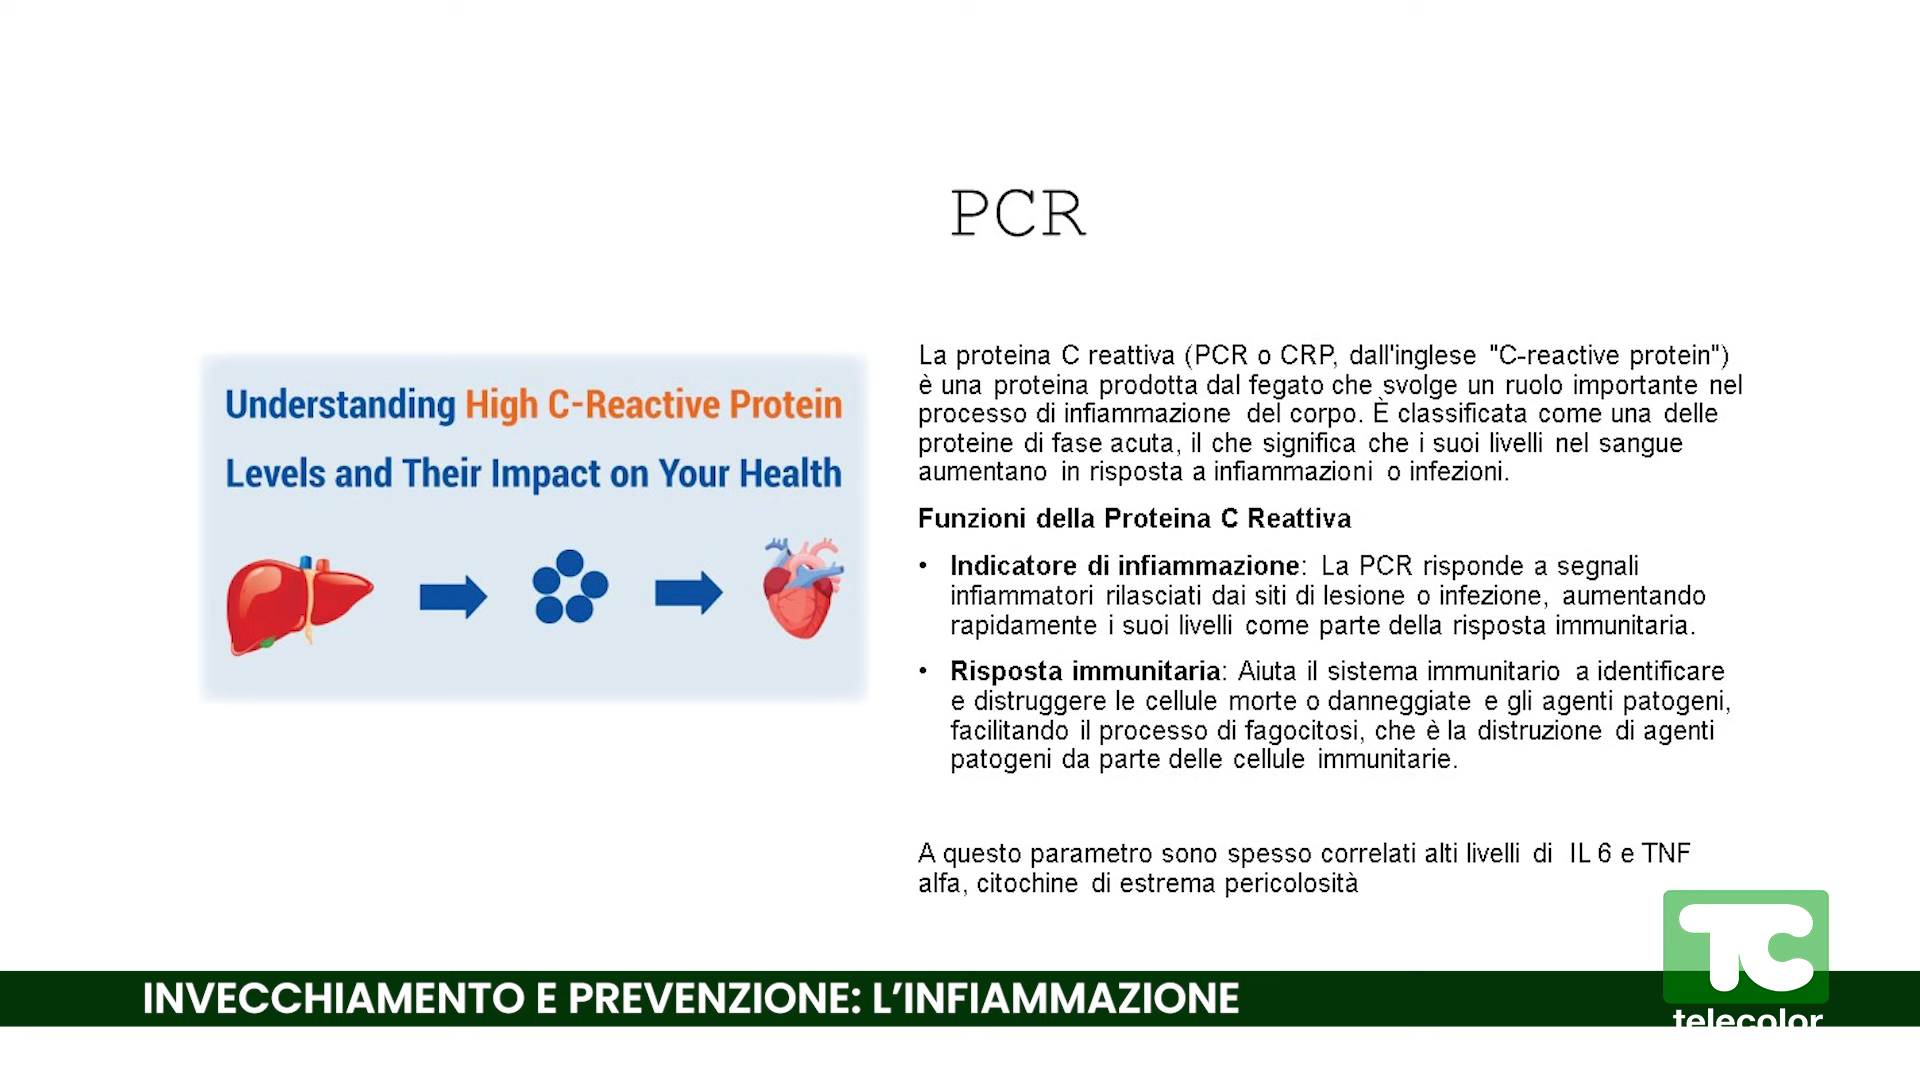 PCR
Understanding High C-Reactive Protein
Levels and Their Impact on Your Health
La proteina C reattiva (PCR o CRP, dall'inglese "C-reactive protein")
è una proteina prodotta dal fegato che svolge un ruolo importante nel
processo di infiammazione del corpo. È classificata come una delle
proteine di fase acuta, il che significa che i suoi livelli nel sangue
aumentano in risposta a infiammazioni o infezioni.
Funzioni della Proteina C Reattiva
• Indicatore di infiammazione: La PCR risponde a segnali
infiammatori rilasciati dai siti di lesione o infezione, aumentando
rapidamente i suoi livelli come parte della risposta immunitaria.
• Risposta immunitaria: Aiuta il sistema immunitario a identificare
e distruggere le cellule morte o danneggiate e gli agenti patogeni,
facilitando il processo di fagocitosi, che è la distruzione di agenti
patogeni da parte delle cellule immunitarie.
A questo parametro sono spesso correlati alti livelli di IL 6 e TNF
alfa, citochine di estrema pericolosità
INVECCHIAMENTO E PREVENZIONE: L'INFIAMMAZIONE
TC
telecolor